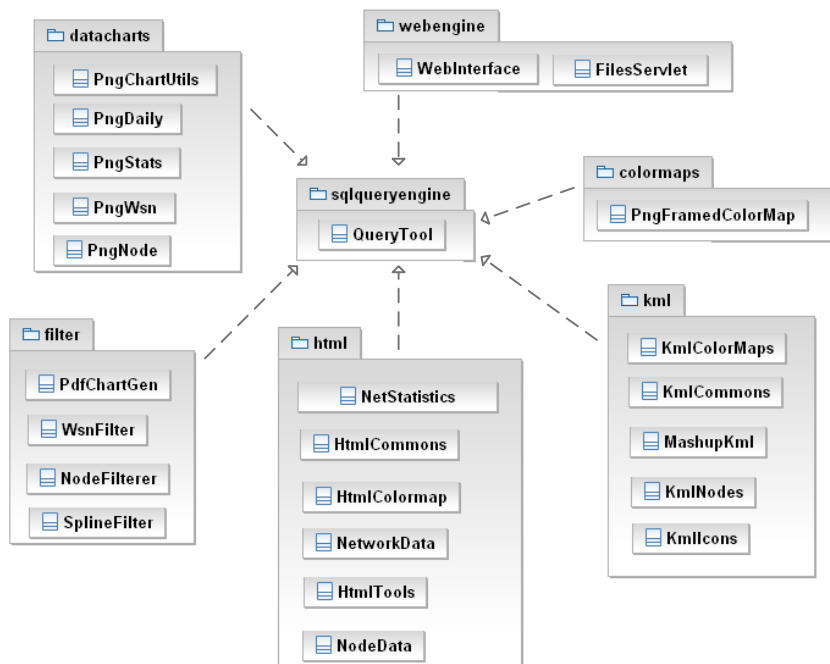 datacharts
PngChartUtils
PngDaily
PngStats
PngWsn
PngNode
webengine
WebInterface
FilesServlet
sqlqueryengine
QueryTool
colormaps
PngFramedColorMap
filter
PdfChartGen
WsnFilter
NodeFilterer
SplineFilter
html
NetStatistics
HtmlCommons
HtmlColormap
NetworkData
HtmlTools
NodeData
kml
KmlColorMaps
KmlCommons
MashupKml
KmlNodes
KmlIcons